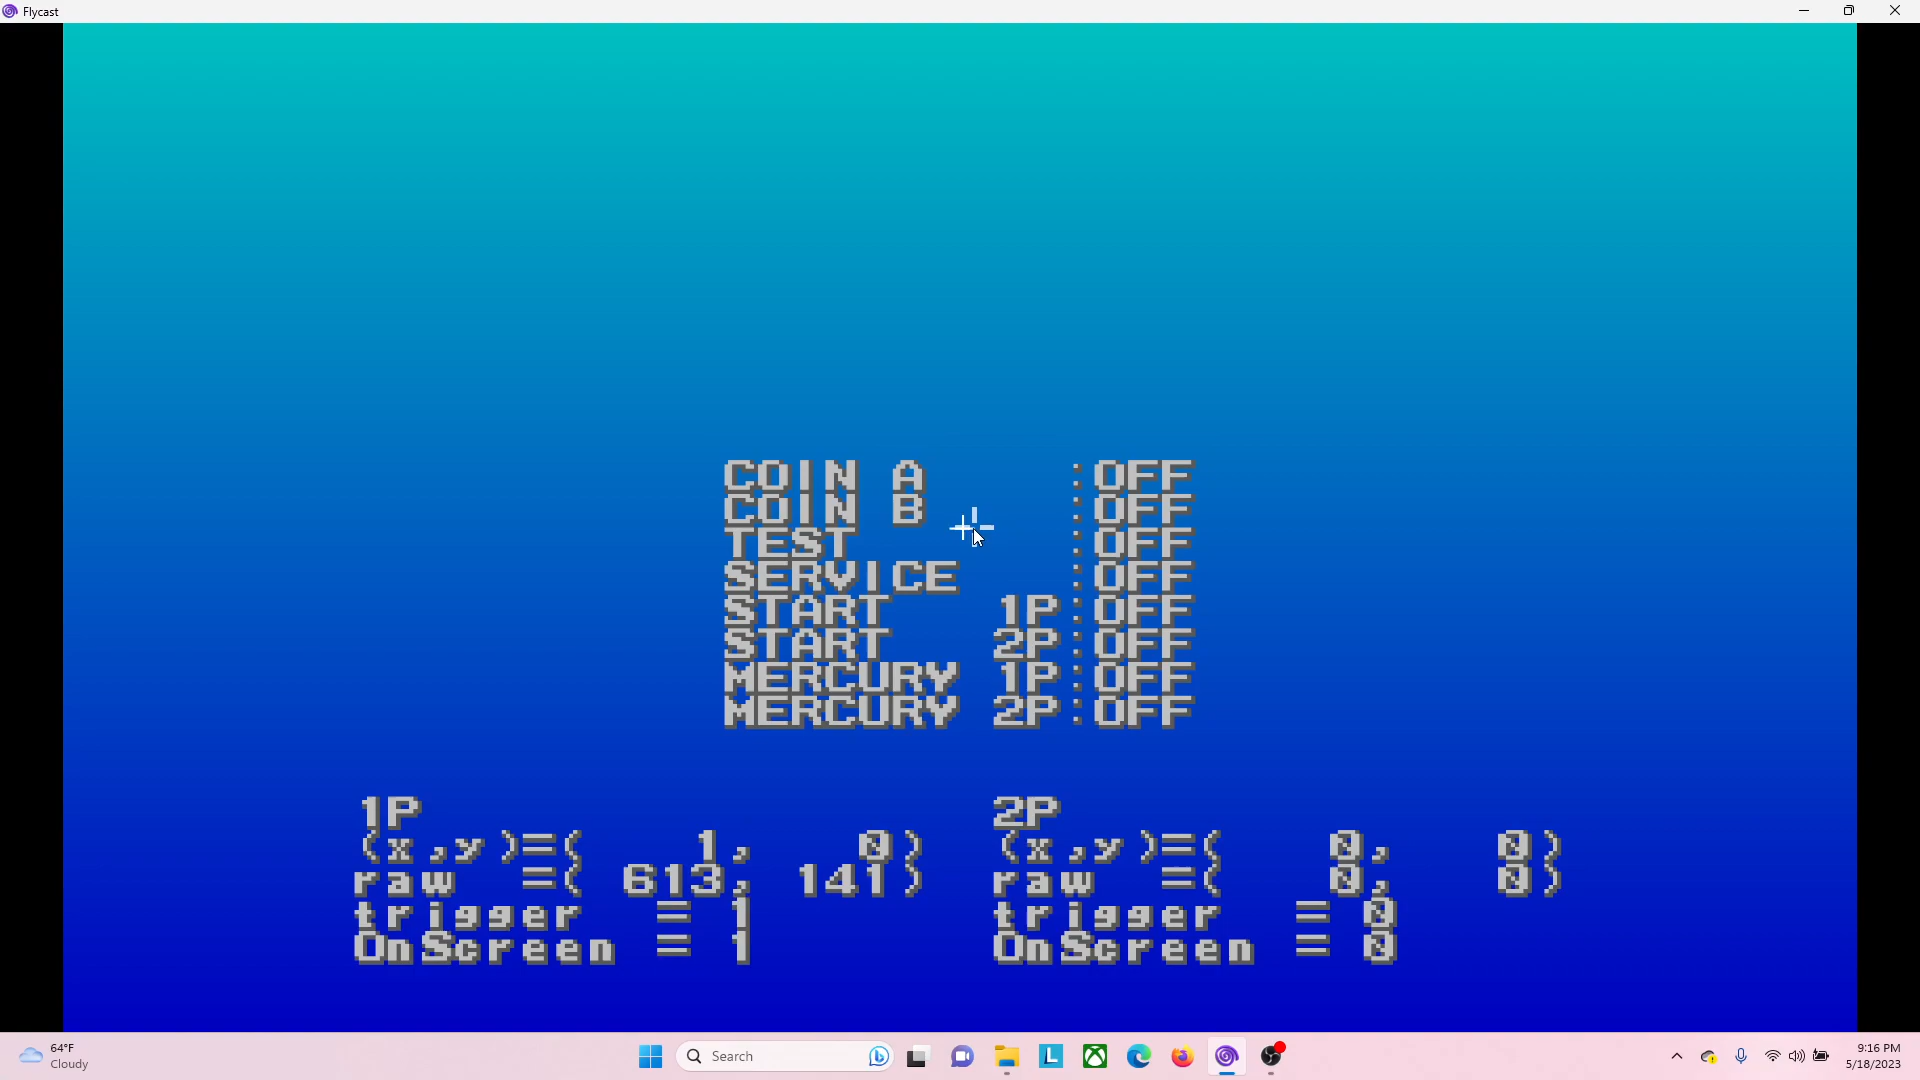 Flycast
COIN A :OFF
COIN B :OFF
TEST :OFF
SERVICE :OFF
START 1P:OFF
START 2P:OFF
MERCURY 1P:OFF
MERCURY 2P:OFF
1P 2P
(x,y)=( 1, 0) (x,y)=( 0, 0)
raw =( 613, 141) raw =( 0, 0)
trigger = 1 trigger = 0
OnScreen = 1 OnScreen = 0
64°F
Cloudy
Search
9:16 PM
5/18/2023